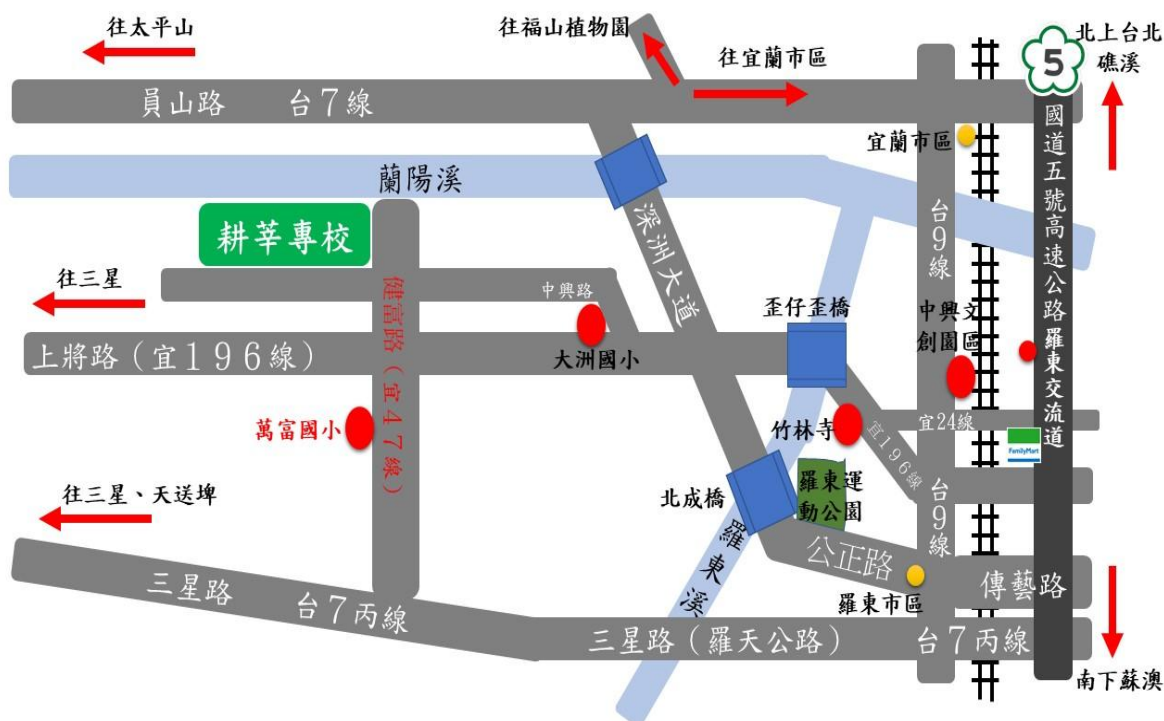 往太平山
往福山植物園
往宜蘭市區
5
北上台北
礁溪
員山路 台7線
宜蘭市區
國道五號高速公路羅東交流道
蘭陽溪
深洲大道
台9線
耕莘專校
往三星
健富路(宜47線)
中興路
歪仔歪橋
中興文
創園區
上將路(宜196線)
大洲國小
萬富國小
竹林寺
宜24線
宜196線
FamilyMart
往三星、天送埤
北成橋
羅東運
動公園
台9線
羅東溪
公正路
三星路 台7丙線
羅東市區
傳藝路
三星路(羅天公路) 台7丙線
南下蘇澳